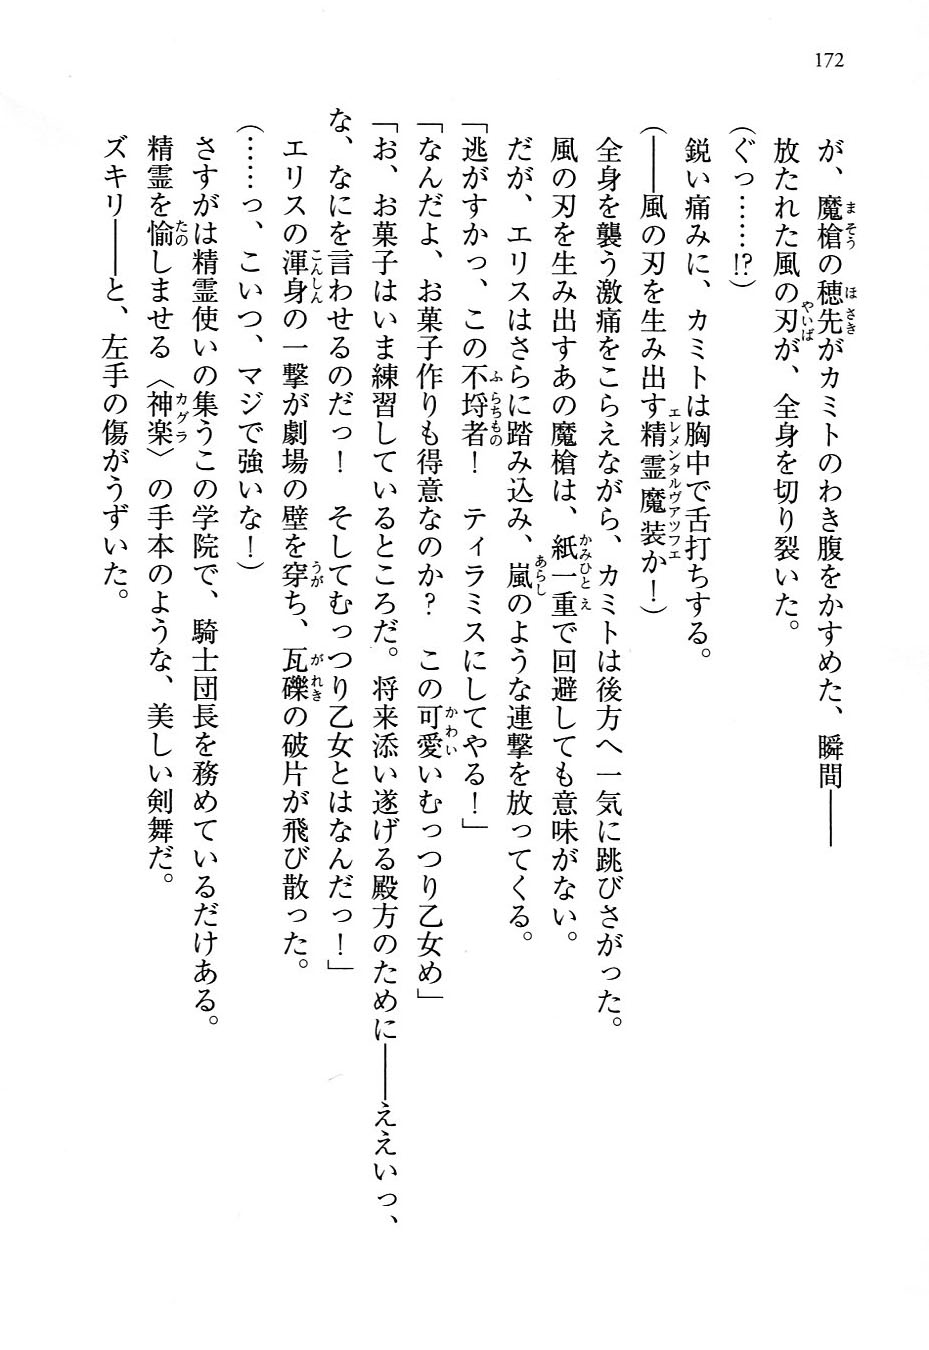 172
が、魔槍の穂先がカミトのわき腹をかすめた、瞬間――
放たれた風の刃が、全身を切り裂いた。
(ぐっ……!?)
鋭い痛みに、カミトは胸中で舌打ちする。
(――風の刃を生み出す精霊魔装か!)
全身を襲う激痛をこらえながら、カミトは後方へ一気に跳びさがった。
風の刃を生み出すあの魔槍は、紙一重で回避しても意味がない。
だが、エリスはさらに踏み込み、嵐のような連撃を放ってくる。
「逃がすかっ、この不埒者! ティラミスにしてやる!」
「なんだよ、お菓子作りも得意なのか? この可愛いむっつり乙女め」
「お、お菓子はいま練習しているところだ。将来添い遂げる殿方のために――ええいっ、
な、なにを言わせるのだっ! そしてむっつり乙女とはなんだっ!」
エリスの渾身の一撃が劇場の壁を穿ち、瓦礫の破片が飛び散った。
(……っ、こいつ、マジで強いな!)
さすがは精霊使いの集うこの学院で、騎士団長を務めているだけある。
精霊を愉しませる〈神楽〉の手本のような、美しい剣舞だ。
ズキリ――と、左手の傷がうずいた。